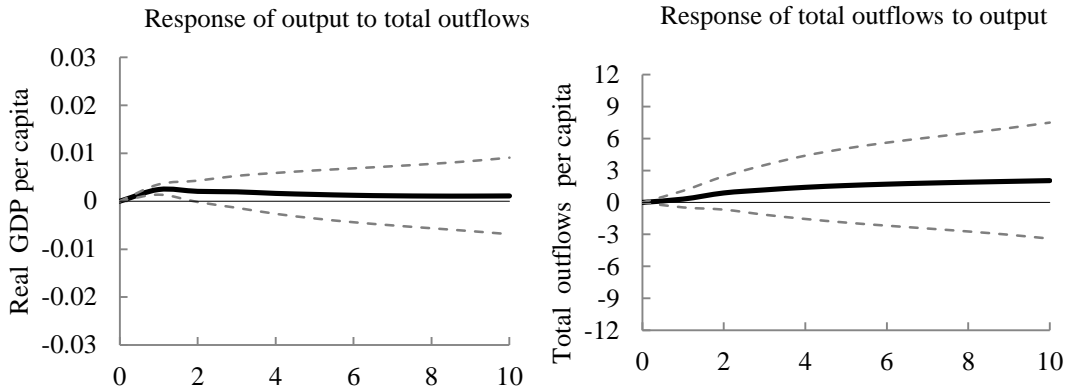 Response of output to total outflows
Real GDP per capita
0.03
0.02
0.01
0
-0.01
-0.02
-0.03
0 2 4 6 8 10
Response of total outflows to output
Total outflows per capita
12
9
6
3
0
-3
-6
-9
-12
0 2 4 6 8 10